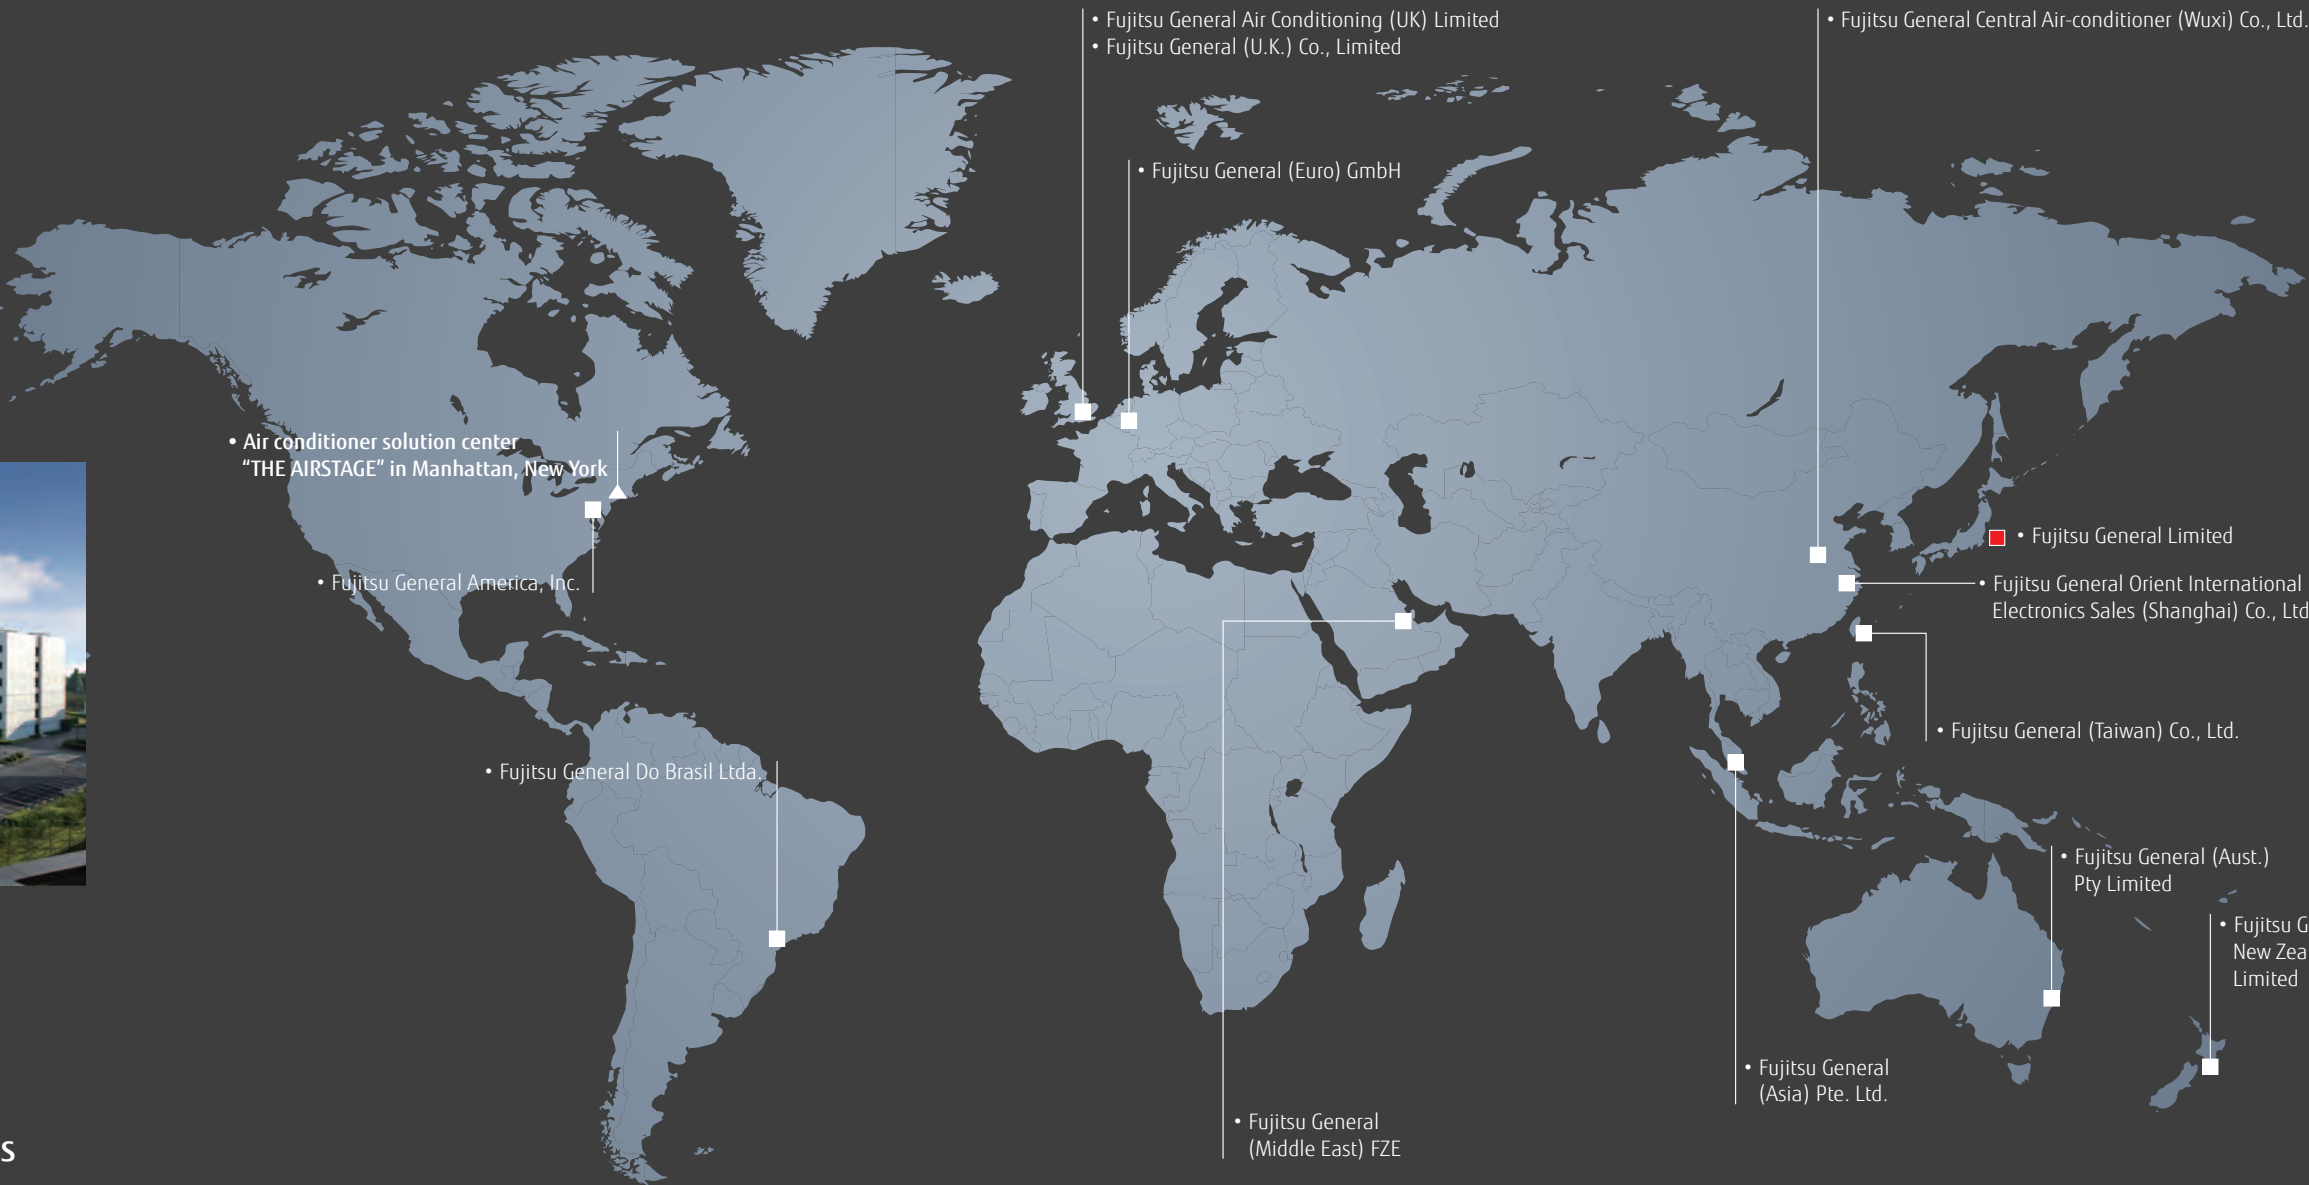 • Fujitsu General Air Conditioning (UK) Limited
• Fujitsu General (U.K.) Co., Limited
• Fujitsu General Central Air-conditioner (Wuxi) Co., Ltd.
• Fujitsu General (Euro) GmbH
• Air conditioner solution center
“THE AIRSTAGE” in Manhattan, New York
• Fujitsu General America, Inc.
• Fujitsu General Limited
• Fujitsu General Orient International
Electronics Sales (Shanghai) Co., Ltd
• Fujitsu General (Taiwan) Co., Ltd.
• Fujitsu General Do Brasil Ltda.
• Fujitsu General (Aust.)
Pty Limited
• Fujitsu G
New Zea
Limited
• Fujitsu General
(Asia) Pte. Ltd.
• Fujitsu General
(Middle East) FZE
s